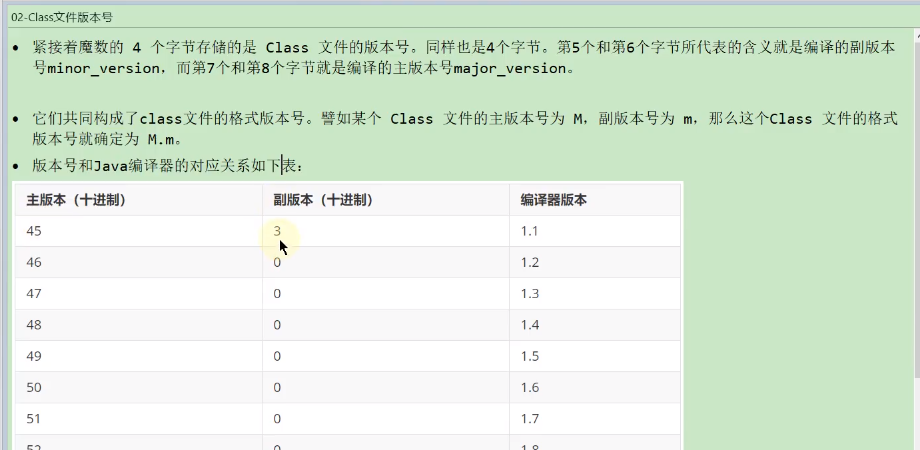 02-Class文件版本号
紧接着魔数的 4 个字节存储的是 Class 文件的版本号。同样也是4个字节。第5个和第6个字节所代表的含义就是编译的副版本
号minor_version，而第7个和第8个字节就是编译的主版本号major_version。
它们共同构成了class文件的格式版本号。譬如某个 Class 文件的主版本号为 M，副版本号为 m，那么这个Class 文件的格式
版本号就确定为 M.m。
版本号和Java编译器的对应关系如下表：
主版本（十进制） 副版本（十进制） 编译器版本
45 3 1.1
46 0 1.2
47 0 1.3
48 0 1.4
49 0 1.5
50 0 1.6
51 0 1.7
52 0 1.8